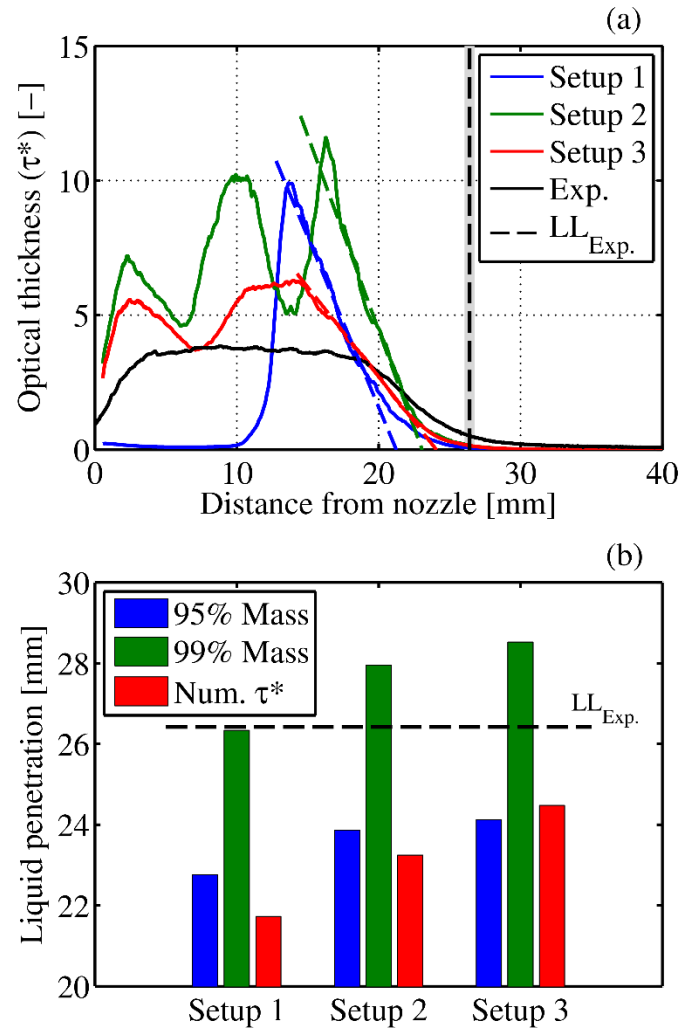 (a)
15
10
5
0
Optical thickness (τ*) [−]
Setup 1
Setup 2
Setup 3
Exp.
LL_Exp.
0 10 20 30 40
Distance from nozzle [mm]
(b)
30
28
26
24
22
20
Liquid penetration [mm]
95% Mass
99% Mass
Num. τ*
LL_Exp.
Setup 1 Setup 2 Setup 3